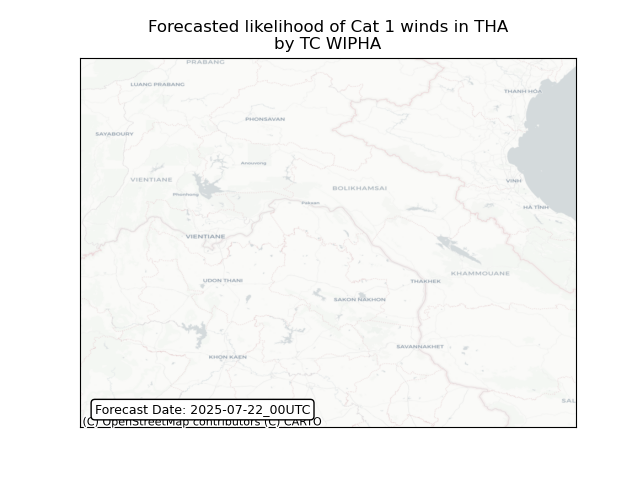 Forecasted likelihood of Cat 1 winds in THA
by TC WIPHA
PRABANG
LUANG PRABANG
THANH HÓA
PHONSAVAN
SAYABOURY
Anouvong
VIENTIANE
VINH
BOLIKHAMSAI
Phonhong
Pakxan
HÀ TĨNH
VIENTIANE
KHAMMOUANE
UDON THANI
THAKHEK
SAKON NAKHON
SAVANNAKHET
KHON KAEN
SAL
Forecast Date: 2025-07-22_00UTC
(C) OpenStreetMap contributors (C) CARTO